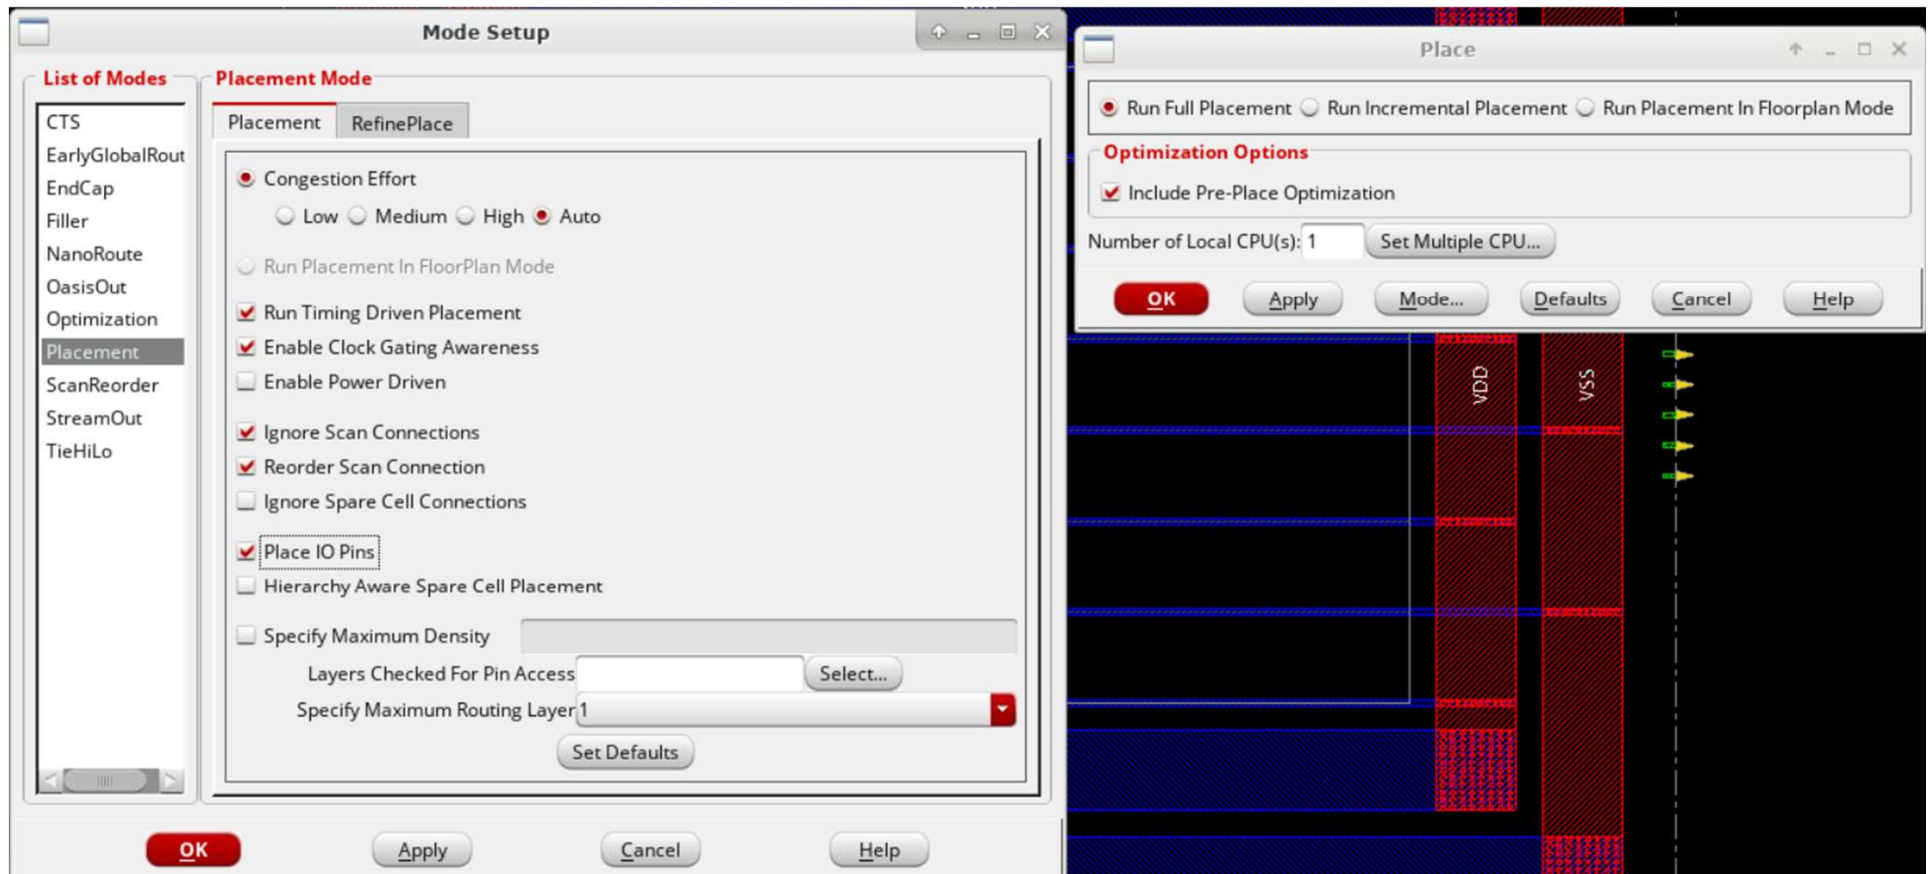 Mode Setup
List of Modes
CTS
EarlyGlobalRout
EndCap
Filler
NanoRoute
OasisOut
Optimization
Placement
ScanReorder
StreamOut
TieHiLo
Placement Mode
Placement RefinePlace
Congestion Effort
Low Medium High Auto
Run Placement In FloorPlan Mode
Run Timing Driven Placement
Enable Clock Gating Awareness
Enable Power Driven
Ignore Scan Connections
Reorder Scan Connection
Ignore Spare Cell Connections
Place IO Pins
Hierarchy Aware Spare Cell Placement
Specify Maximum Density
Layers Checked For Pin Access Select...
Specify Maximum Routing Layer 1
Set Defaults
OK Apply Cancel Help
Place
Run Full Placement Run Incremental Placement Run Placement In Floorplan Mode
Optimization Options
Include Pre-Place Optimization
Number of Local CPU(s): 1 Set Multiple CPU...
OK Apply Mode... Defaults Cancel Help
VDD
VSS